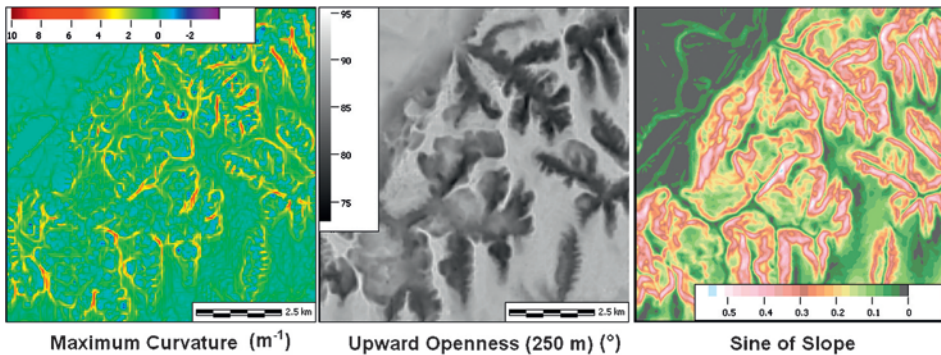 10 8 6 4 2 0 -2
95
90
85
80
75
0.5 0.4 0.3 0.2 0.1 0
2.5 km
2.5 km
Maximum Curvature (m⁻¹)
Upward Openness (250 m) (°)
Sine of Slope